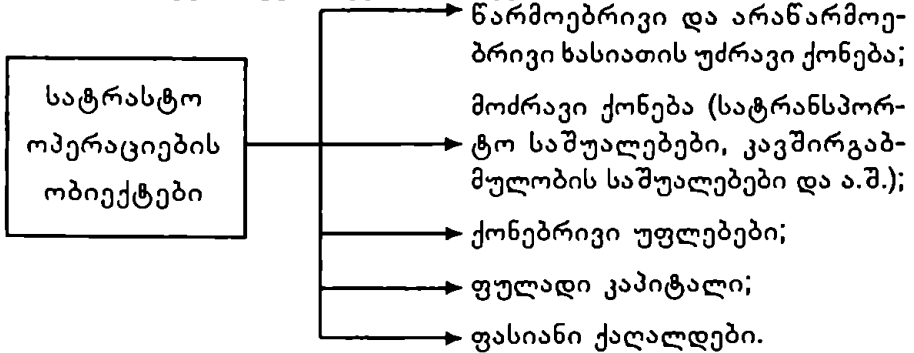 სატრასტო
ოპერაციების
ობიექტები
წარმოებრივი და არაწარმოე-
ბრივი ხასიათის უძრავი ქონება;
მოძრავი ქონება (სატრანსპორ-
ტო საშუალებები, კავშირგაბ-
მულობის საშუალებები და ა.შ.);
ქონებრივი უფლებები;
ფულადი კაპიტალი;
ფასიანი ქაღალდები.